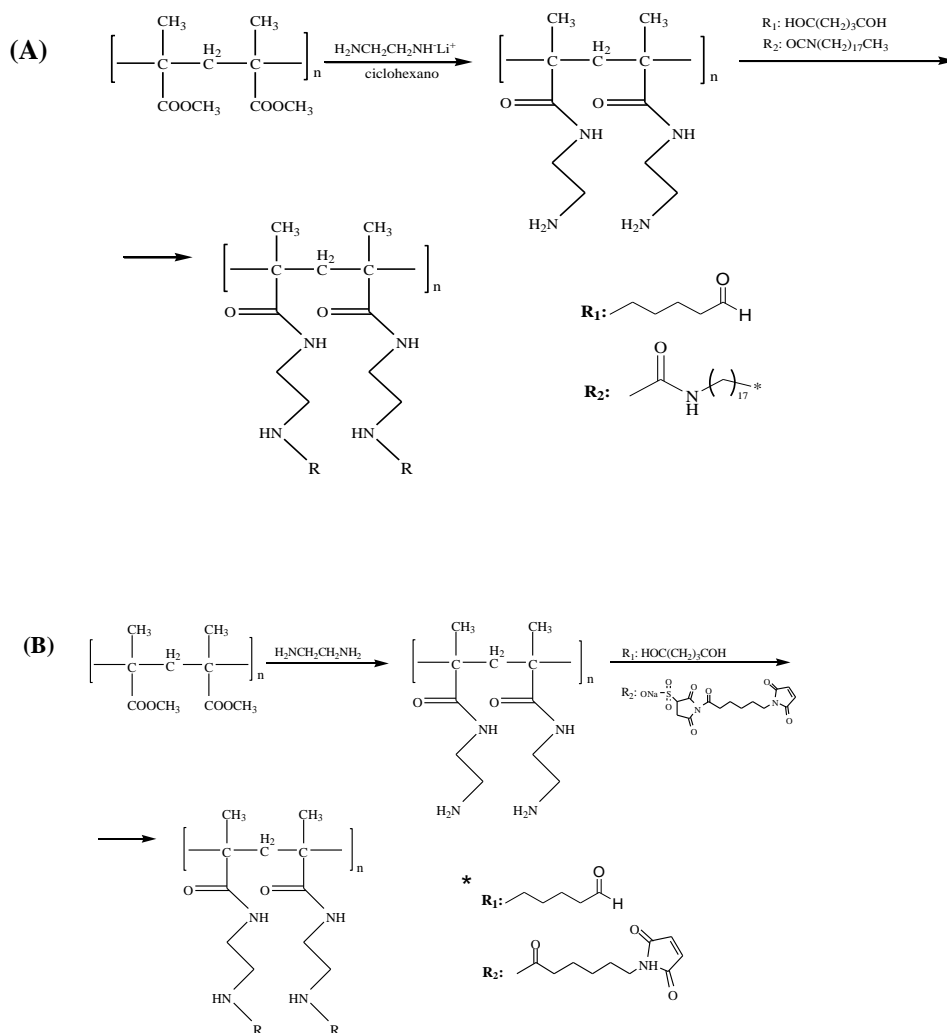 (A)
CH₃ CH₃
H₂
C C C
n
COOCH₃ COOCH₃
H₂NCH₂CH₂NH⁻Li⁺
ciclohexano
CH₃ CH₃
H₂
C C C
n
O O
NH NH
H₂N H₂N
R₁: HOC(CH₂)₃COH
R₂: OCN(CH₂)₁₇CH₃
CH₃ CH₃
H₂
C C C
n
O O
NH NH
HN HN
R R
R₁: O H
R₂: O N H ( ) 17 *
(B)
CH₃ CH₃
H₂
C C C
n
COOCH₃ COOCH₃
H₂NCH₂CH₂NH₂
CH₃ CH₃
H₂
C C C
n
O O
NH NH
H₂N H₂N
R₁: HOC(CH₂)₃COH
R₂: ONa S O O O N O O N O O
CH₃ CH₃
H₂
C C C
n
O O
NH NH
HN HN
R R
*
R₁: O H
R₂: O O NH O